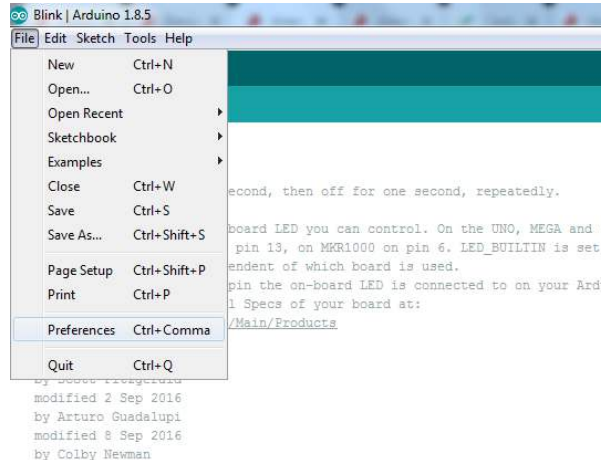 Blink | Arduino 1.8.5
File Edit Sketch Tools Help
New Ctrl+N
Open... Ctrl+O
Open Recent
Sketchbook
Examples
Close Ctrl+W
Save Ctrl+S
Save As... Ctrl+Shift+S
Page Setup Ctrl+Shift+P
Print Ctrl+P
Preferences Ctrl+Comma
Quit Ctrl+Q
econd, then off for one second, repeatedly.
board LED you can control. On the UNO, MEGA and
pin 13, on MKR1000 on pin 6. LED_BUILTIN is set
endent of which board is used.
pin the on-board LED is connected to on your Ard
l Specs of your board at:
/Main/Products
modified 2 Sep 2016
by Arturo Guadalupi
modified 8 Sep 2016
by Colby Newman